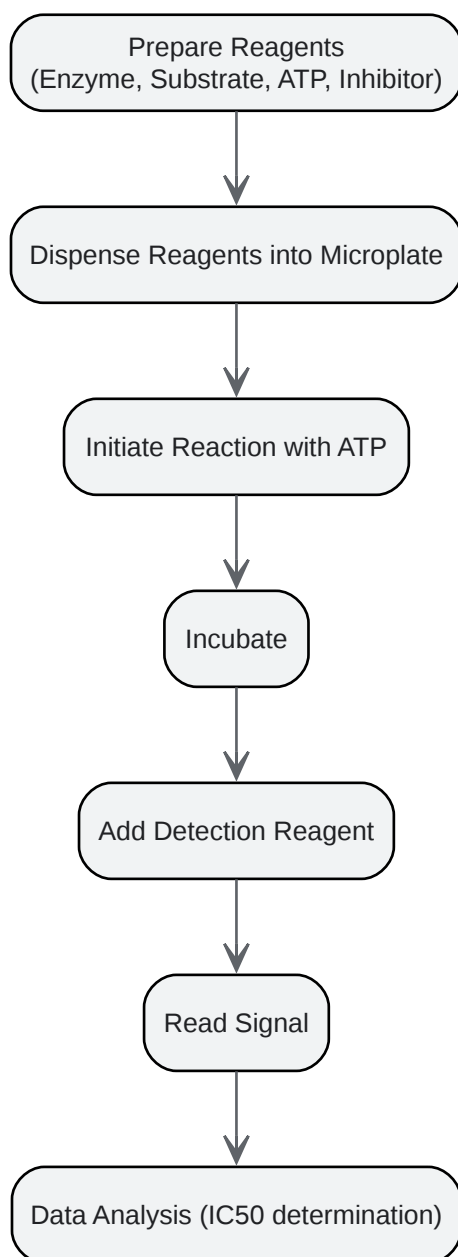 Prepare Reagents
(Enzyme, Substrate, ATP, Inhibitor)
Dispense Reagents into Microplate
Initiate Reaction with ATP
Incubate
Add Detection Reagent
Read Signal
Data Analysis (IC50 determination)